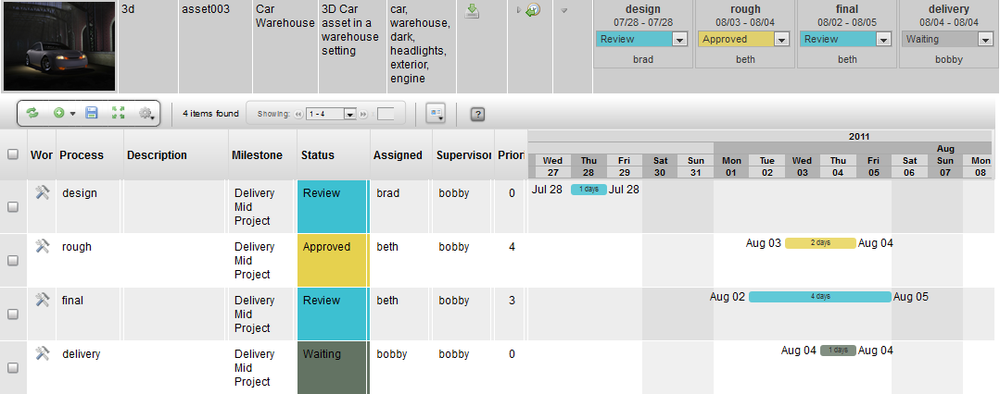 3d
asset003
Car
Warehouse
3D Car
asset in a
warehouse
setting
car,
warehouse,
dark,
headlights,
exterior,
engine
design
07/28 - 07/28
Review
brad
rough
08/03 - 08/04
Approved
beth
final
08/02 - 08/05
Review
beth
delivery
08/04 - 08/04
Waiting
bobby
4 items found
Showing:
1 - 4
?
2011
Aug
Wor Process Description Milestone Status Assigned Supervisor Priori
Wed Thu Fri Sat Sun Mon Tue Wed Thu Fri Sat Sun Mon
27 28 29 30 31 01 02 03 04 05 06 07 08
design
Delivery
Mid
Project
Review
brad
bobby
0
Jul 28 1 days Jul 28
rough
Delivery
Mid
Project
Approved
beth
bobby
4
Aug 03 2 days Aug 04
final
Delivery
Mid
Project
Review
beth
bobby
3
Aug 02 4 days Aug 05
delivery
Delivery
Mid
Project
Waiting
bobby
bobby
0
Aug 04 1 days Aug 04